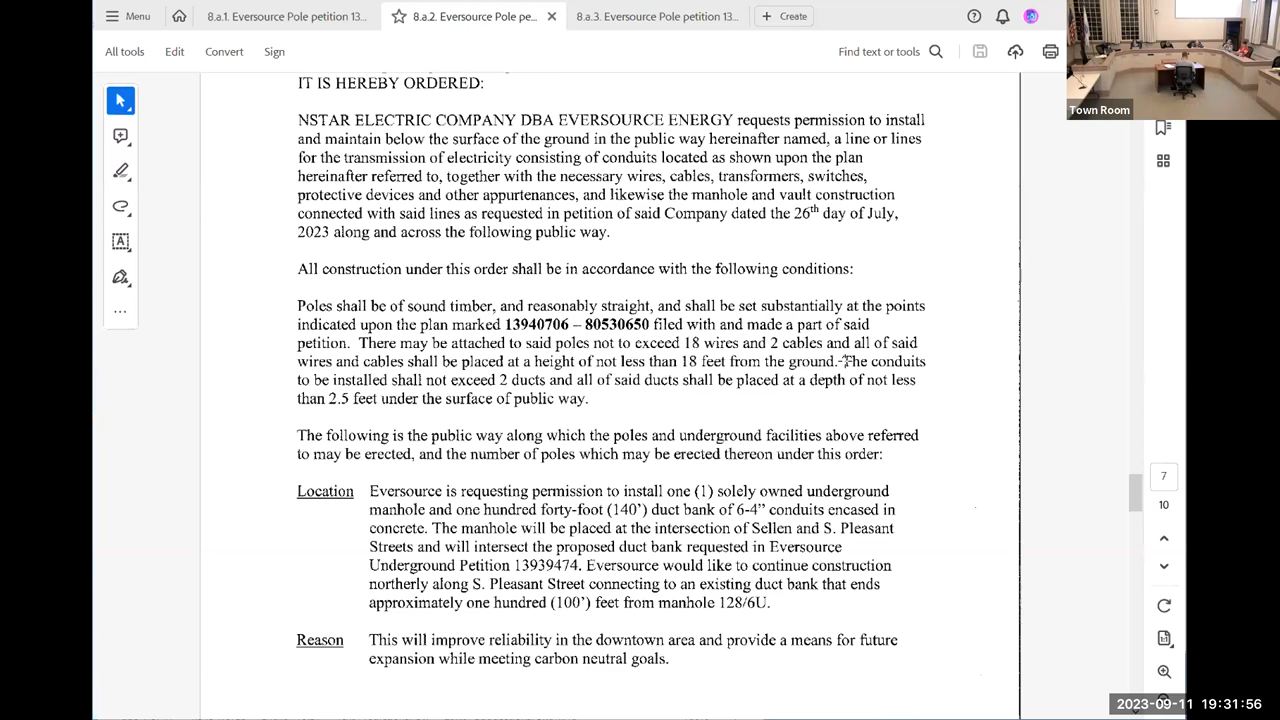 Menu
8.a.1. Eversource Pole petition 13...
8.a.2. Eversource Pole pe...
8.a.3. Eversource Pole petition 13...
Create
All tools
Edit
Convert
Sign
Find text or tools
Town Room
IT IS HEREBY ORDERED:
NSTAR ELECTRIC COMPANY DBA EVERSOURCE ENERGY requests permission to install
and maintain below the surface of the ground in the public way hereinafter named, a line or lines
for the transmission of electricity consisting of conduits located as shown upon the plan
hereinafter referred to, together with the necessary wires, cables, transformers, switches,
protective devices and other appurtenances, and likewise the manhole and vault construction
connected with said lines as requested in petition of said Company dated the 26th day of July,
2023 along and across the following public way.
All construction under this order shall be in accordance with the following conditions:
Poles shall be of sound timber, and reasonably straight, and shall be set substantially at the points
indicated upon the plan marked 13940706 – 80530650 filed with and made a part of said
petition. There may be attached to said poles not to exceed 18 wires and 2 cables and all of said
wires and cables shall be placed at a height of not less than 18 feet from the ground. The conduits
to be installed shall not exceed 2 ducts and all of said ducts shall be placed at a depth of not less
than 2.5 feet under the surface of public way.
The following is the public way along which the poles and underground facilities above referred
to may be erected, and the number of poles which may be erected thereon under this order:
Location Eversource is requesting permission to install one (1) solely owned underground
manhole and one hundred forty-foot (140’) duct bank of 6-4” conduits encased in
concrete. The manhole will be placed at the intersection of Sellen and S. Pleasant
Streets and will intersect the proposed duct bank requested in Eversource
Underground Petition 13939474. Eversource would like to continue construction
northerly along S. Pleasant Street connecting to an existing duct bank that ends
approximately one hundred (100’) feet from manhole 128/6U.
Reason This will improve reliability in the downtown area and provide a means for future
expansion while meeting carbon neutral goals.
7
10
2023-09-11 19:31:56